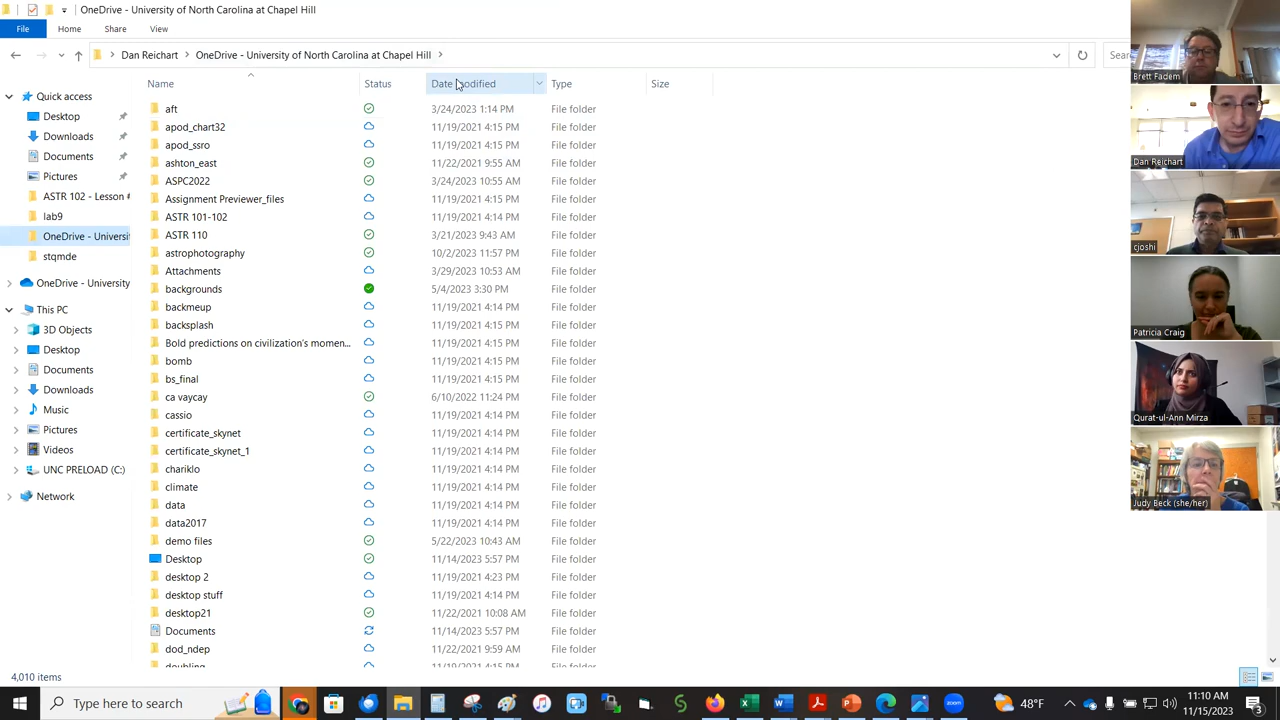 OneDrive - University of North Carolina at Chapel Hill
File Home Share View
Dan Reichart OneDrive - University of North Carolina at Chapel Hill
Name Status Date modified Type Size
Quick access
Desktop
Downloads
Documents
Pictures
ASTR 102 - Lesson
lab9
OneDrive - Universi
stqmde
OneDrive - University
This PC
3D Objects
Desktop
Documents
Downloads
Music
Pictures
Videos
UNC PRELOAD (C:)
Network
aft 3/24/2023 1:14 PM File folder
apod_chart32 11/19/2021 4:15 PM File folder
apod_ssro 11/19/2021 4:15 PM File folder
ashton_east 11/22/2021 9:55 AM File folder
ASPC2022 3/24/2023 10:55 AM File folder
Assignment Previewer_files 11/19/2021 4:15 PM File folder
ASTR 101-102 11/19/2021 4:14 PM File folder
ASTR 110 3/21/2023 9:43 AM File folder
astrophotography 10/2/2023 11:57 PM File folder
Attachments 3/29/2023 10:53 AM File folder
backgrounds 5/4/2023 3:30 PM File folder
backmeup 11/19/2021 4:14 PM File folder
backsplash 11/19/2021 4:15 PM File folder
Bold predictions on civilization's momen... 11/19/2021 4:15 PM File folder
bomb 11/19/2021 4:15 PM File folder
bs_final 11/19/2021 4:15 PM File folder
ca vaycay 6/10/2022 11:24 PM File folder
cassio 11/19/2021 4:14 PM File folder
certificate_skynet 11/19/2021 4:14 PM File folder
certificate_skynet_1 11/19/2021 4:14 PM File folder
chariklo 11/19/2021 4:14 PM File folder
climate 11/19/2021 4:14 PM File folder
data 11/19/2021 4:14 PM File folder
data2017 11/19/2021 4:14 PM File folder
demo files 5/22/2023 10:43 AM File folder
Desktop 11/14/2023 5:57 PM File folder
desktop 2 11/19/2021 4:23 PM File folder
desktop stuff 11/19/2021 4:14 PM File folder
desktop21 11/22/2021 10:08 AM File folder
Documents 11/14/2023 5:57 PM File folder
dod_ndep 11/22/2021 9:59 AM File folder
doubling 11/19/2021 4:15 PM File folder
4,010 items
Brett Fadem
Dan Reichart
cjoshi
Patricia Craig
Qurat-ul-Ann Mirza
Judy Beck (she/her)
Type here to search
zoom
48°F
11:10 AM
11/15/2023
3